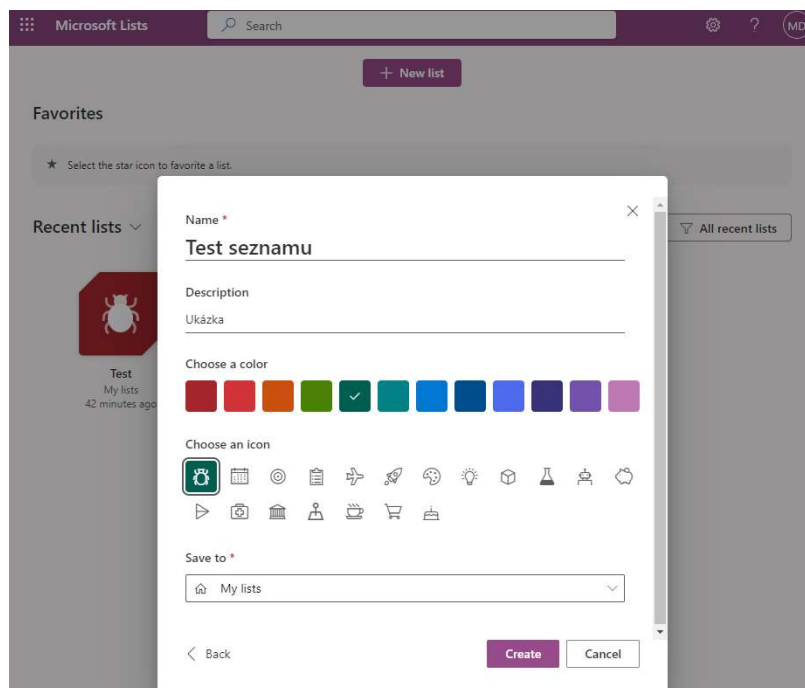 Microsoft Lists Search ? MD
+ New list
Favorites
★ Select the star icon to favorite a list.
Recent lists All recent lists
Test
My lists
42 minutes ago
Name *
Test seznamu
Description
Ukázka
Choose a color
Choose an icon
Save to *
My lists
Back Create Cancel